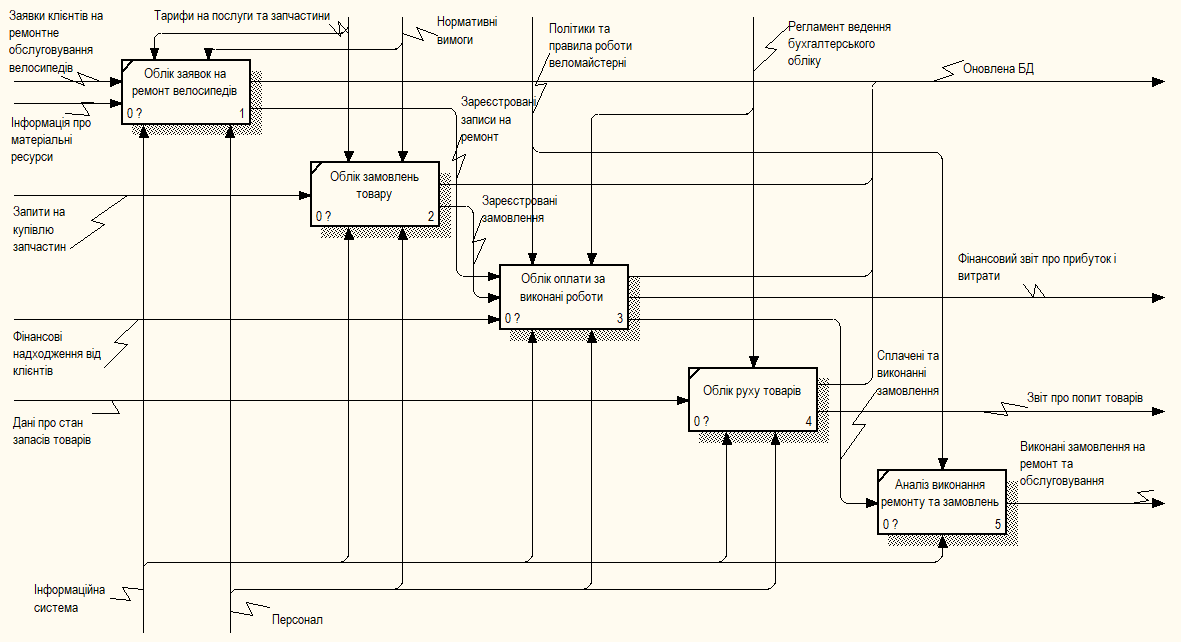 Заявки клієнтів на
ремонтне
обслуговування
велосипедів
Тарифи на послуги та запчастини
Нормативні
вимоги
Політики та
правила роботи
веломайстерні
Регламент ведення
бухгалтерського
обліку
Оновлена БД
Облік заявок на
ремонт велосипедів
0 ?
1
Інформація про
матеріальні
ресурси
Зареєстровані
записи на
ремонт
Облік замовлень
товару
0 ?
2
Запити на
купівлю
запчастин
Зареєстровані
замовлення
Фінансовий звіт про прибуток і
витрати
Облік оплати за
виконані роботи
0 ?
3
Фінансові
надходження від
клієнтів
Сплачені та
виконанні
замовлення
Облік руху товарів
0 ?
4
Звіт про попит товарів
Дані про стан
запасів товарів
Виконані замовлення на
ремонт та
обслуговування
Аналіз виконання
ремонту та замовлень
0 ?
5
Інформаційна
система
Персонал